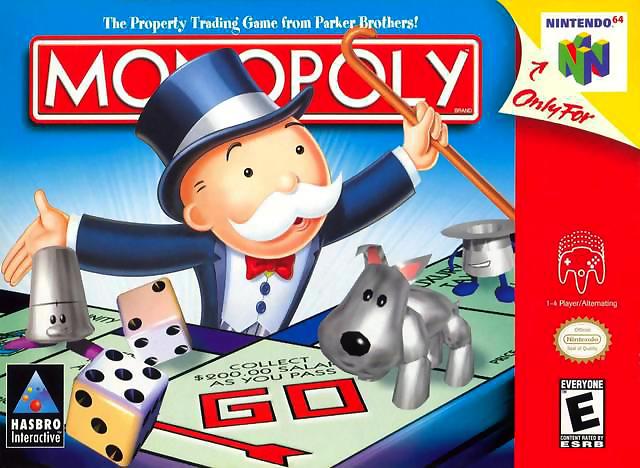 The Property Trading Game from Parker Brothers!
MONOPOLY
BRAND
NINTENDO 64
Only For
1-4 Player/Alternating
Official
Nintendo
Seal of Quality
COLLECT
$200.00 SALA
AS YOU PASS
GO
HASBRO
Interactive
EVERYONE
E
CONTENT RATED BY
ESRB